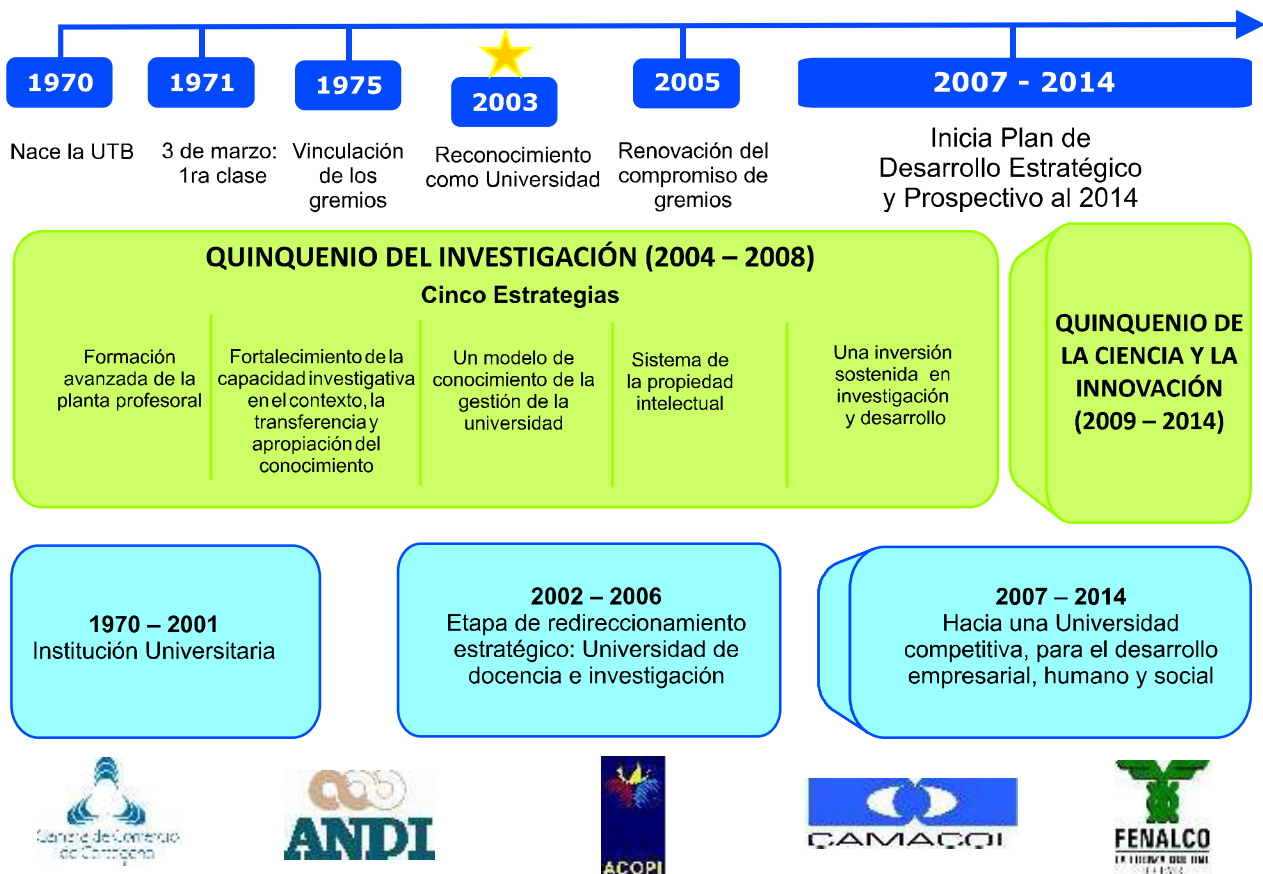 1970
1971
1975
2003
2005
2007 - 2014
Nace la UTB
3 de marzo:
1ra clase
Vinculación
de los
gremios
Reconocimiento
como Universidad
Renovación del
compromiso de
gremios
Inicia Plan de
Desarrollo Estratégico
y Prospectivo al 2014
QUINQUENIO DEL INVESTIGACIÓN (2004 – 2008)
Cinco Estrategias
Formación
avanzada de la
planta profesoral
Fortalecimiento de la
capacidad investigativa
en el contexto, la
transferencia y
apropiación del
conocimiento
Un modelo de
conocimiento de la
gestión de la
universidad
Sistema de
la propiedad
intelectual
Una inversión
sostenida en
investigación
y desarrollo
QUINQUENIO DE
LA CIENCIA Y LA
INNOVACIÓN
(2009 – 2014)
1970 – 2001
Institución Universitaria
2002 – 2006
Etapa de redireccionamiento
estratégico: Universidad de
docencia e investigación
2007 – 2014
Hacia una Universidad
competitiva, para el desarrollo
empresarial, humano y social
Cámara de Comercio
de Cartagena
ANDI
ACOPI
CAMACOL
FENALCO
LA FUERZA QUE UNE